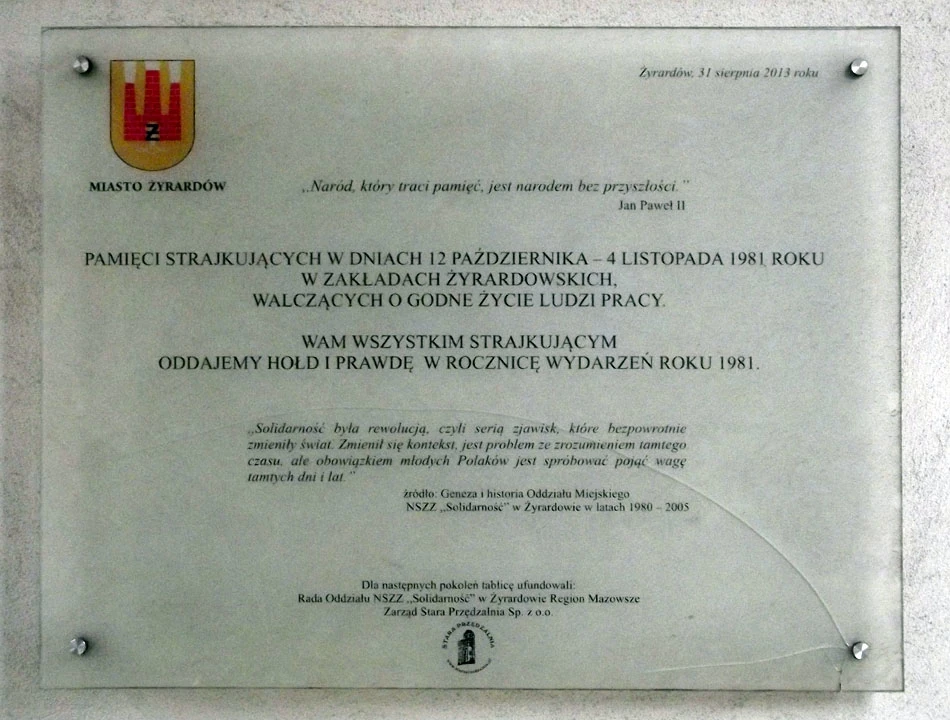 Żyrardów, 31 sierpnia 2013 roku
Ż
MIASTO ŻYRARDÓW
„Naród, który traci pamięć, jest narodem bez przyszłości.”
Jan Paweł II
PAMIĘCI STRAJKUJĄCYCH W DNIACH 12 PAŹDZIERNIKA – 4 LISTOPADA 1981 ROKU
W ZAKŁADACH ŻYRARDOWSKICH,
WALCZĄCYCH O GODNE ŻYCIE LUDZI PRACY.
WAM WSZYSTKIM STRAJKUJĄCYM
ODDAJEMY HOŁD I PRAWDĘ W ROCZNICĘ WYDARZEŃ ROKU 1981.
„Solidarność była rewolucją, czyli serią zjawisk, które bezpowrotnie
zmieniły świat. Zmienił się kontekst, jest problem ze zrozumieniem tamtego
czasu, ale obowiązkiem młodych Polaków jest spróbować pojąć wagę
tamtych dni i lat.”
źródło: Geneza i historia Oddziału Miejskiego
NSZZ „Solidarność” w Żyrardowie w latach 1980 – 2005
Dla następnych pokoleń tablicę ufundowali:
Rada Oddziału NSZZ „Solidarność” w Żyrardowie Region Mazowsze
Zarząd Stara Przędzalnia Sp. z o.o.
STARA PRZĘDZALNIA